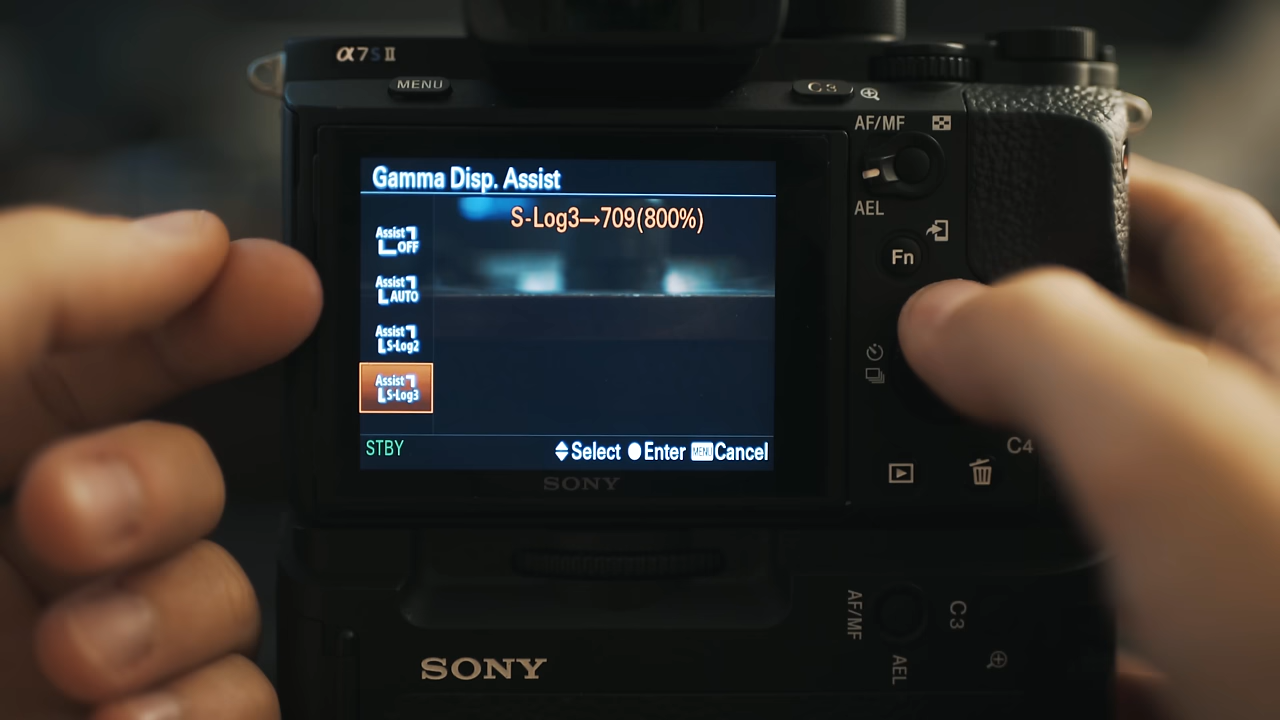 α7SII
MENU
C3
AF/MF
AEL
Fn
Gamma Disp. Assist
S-Log3→709(800%)
Assist OFF
Assist AUTO
Assist S-Log2
Assist S-Log3
STBY
Select Enter MENU Cancel
SONY
C4
SONY
AF/MF
AEL
C3